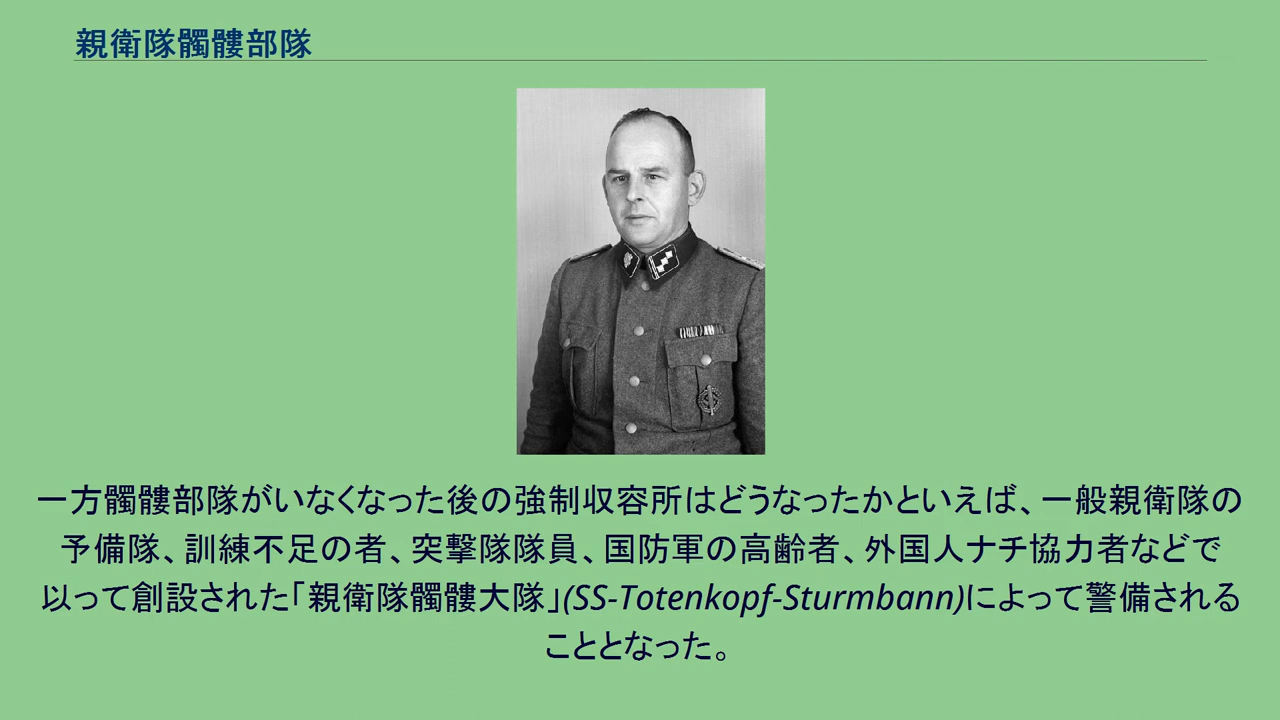 親衛隊髑髏部隊
一方髑髏部隊がいなくなった後の強制収容所はどうなったかといえば、一般親衛隊の
予備隊、訓練不足の者、突撃隊隊員、国防軍の高齢者、外国人ナチ協力者などで
以って創設された「親衛隊髑髏大隊」(SS-Totenkopf-Sturmbann)によって警備される
こととなった。